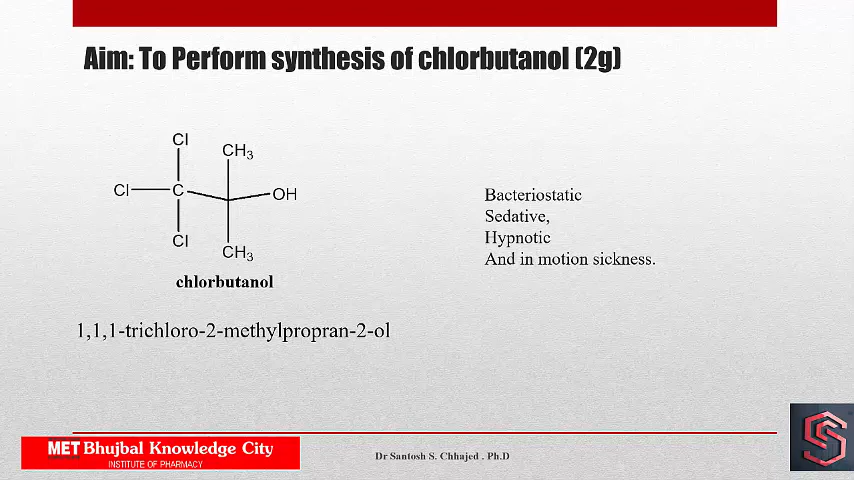 Aim: To Perform synthesis of chlorbutanol (2g)
Cl
CH3
Cl
C
OH
Cl
CH3
chlorbutanol
1,1,1-trichloro-2-methylpropran-2-ol
Bacteriostatic
Sedative,
Hypnotic
And in motion sickness.
MET Bhujbal Knowledge City
INSTITUTE OF PHARMACY
Dr Santosh S. Chhajed . Ph.D